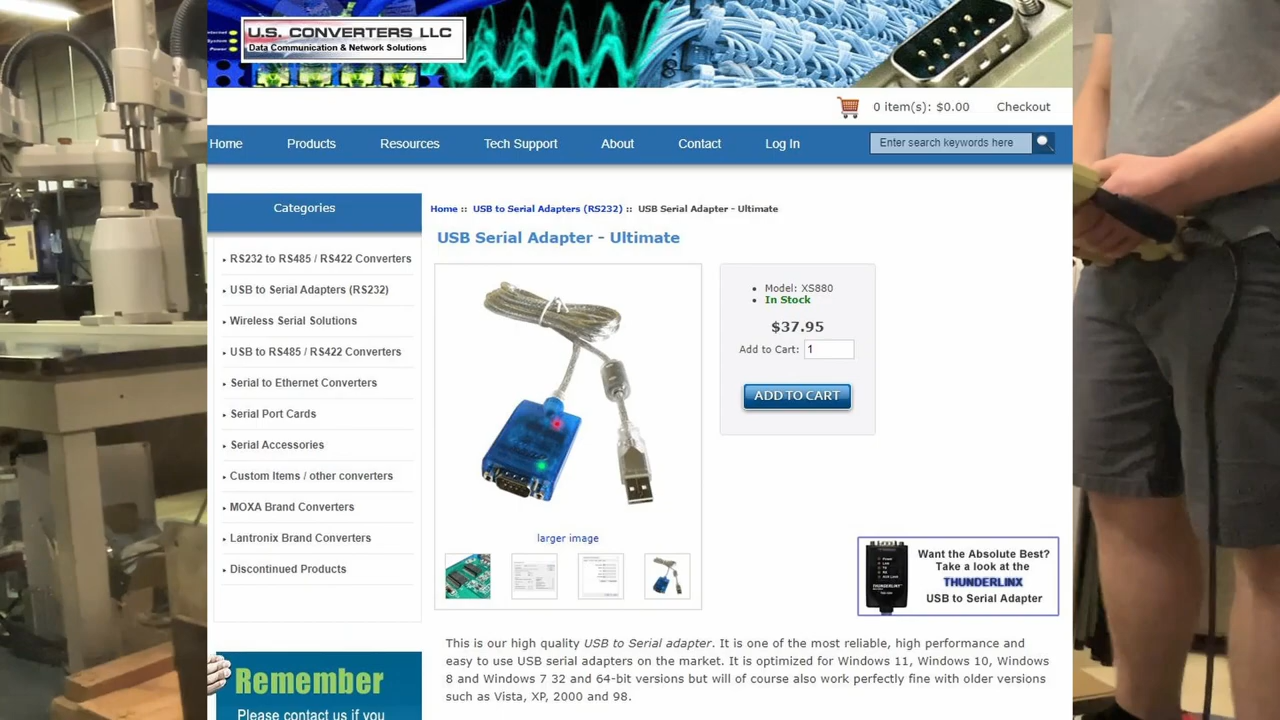 U.S. CONVERTERS LLC
Data Communication & Network Solutions
Internet
System
Power
0 item(s): $0.00
Checkout
Home
Products
Resources
Tech Support
About
Contact
Log In
Enter search keywords here
Categories
RS232 to RS485 / RS422 Converters
USB to Serial Adapters (RS232)
Wireless Serial Solutions
USB to RS485 / RS422 Converters
Serial to Ethernet Converters
Serial Port Cards
Serial Accessories
Custom Items / other converters
MOXA Brand Converters
Lantronix Brand Converters
Discontinued Products
Remember
Please contact us if you
Home :: USB to Serial Adapters (RS232) :: USB Serial Adapter - Ultimate
USB Serial Adapter - Ultimate
larger image
Model: XS880
In Stock
$37.95
Add to Cart: 1
ADD TO CART
Want the Absolute Best?
Take a look at the
THUNDERLINX
USB to Serial Adapter
This is our high quality USB to Serial adapter. It is one of the most reliable, high performance and
easy to use USB serial adapters on the market. It is optimized for Windows 11, Windows 10, Windows
8 and Windows 7 32 and 64-bit versions but will of course also work perfectly fine with older versions
such as Vista, XP, 2000 and 98.